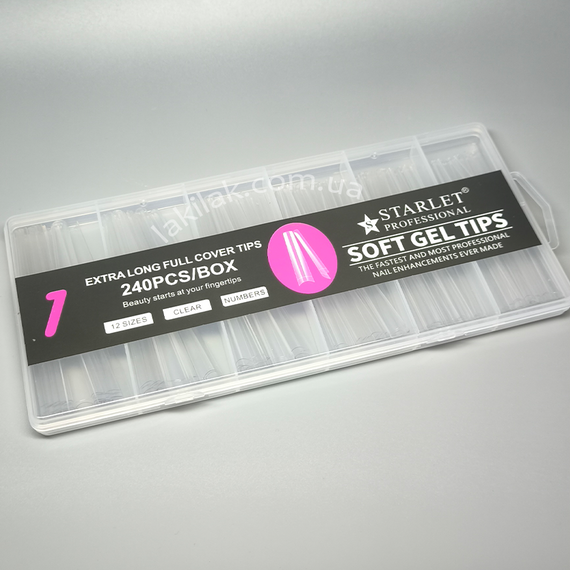 akilak.com.ua
1
EXTRA LONG FULL COVER TIPS
240PCS/BOX
Beauty starts at your fingertips
12 SIZES
CLEAR
NUMBERS
STARLET®
PROFESSIONAL
SOFT GEL TIPS
THE FASTEST AND MOST PROFESSIONAL
NAIL ENHANCEMENTS EVER MADE